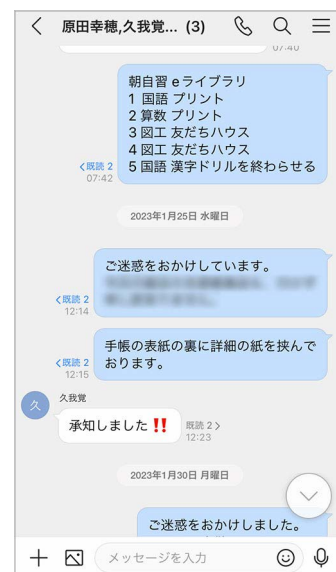 原田幸穂,久我覚... (3)
07:40
朝自習 eライブラリ
1 国語 プリント
2 算数 プリント
3 図工 友だちハウス
4 図工 友だちハウス
5 国語 漢字ドリルを終わらせる
<既読 2
07:42
2023年1月25日 水曜日
ご迷惑をおかけしています。
<既読 2
12:14
手帳の表紙の裏に詳細の紙を挟んで
おります。
<既読 2
12:15
久
久我覚
承知しました‼️
既読 2 >
12:23
2023年1月30日 月曜日
ご迷惑をおかけしました。
メッセージを入力